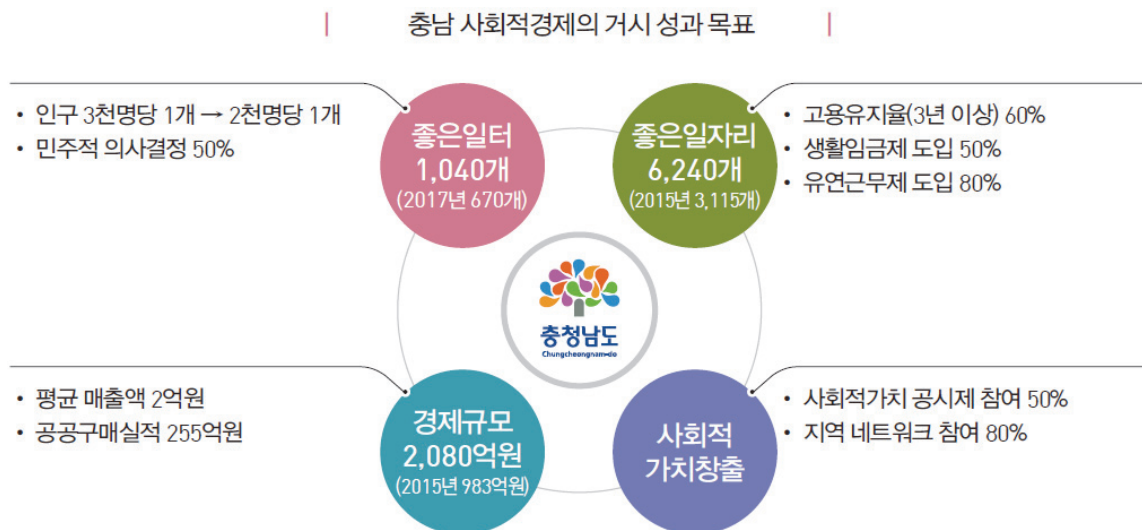 충남 사회적경제의 거시 성과 목표
• 인구 3천명당 1개 → 2천명당 1개
• 민주적 의사결정 50%
좋은일터
1,040개
(2017년 670개)
좋은일자리
6,240개
(2015년 3,115개)
• 고용유지율(3년 이상) 60%
• 생활임금제 도입 50%
• 유연근무제 도입 80%
충청남도
Chungcheongnam-do
• 평균 매출액 2억원
• 공공구매실적 255억원
경제규모
2,080억원
(2015년 983억원)
사회적
가치창출
• 사회적가치 공시제 참여 50%
• 지역 네트워크 참여 80%